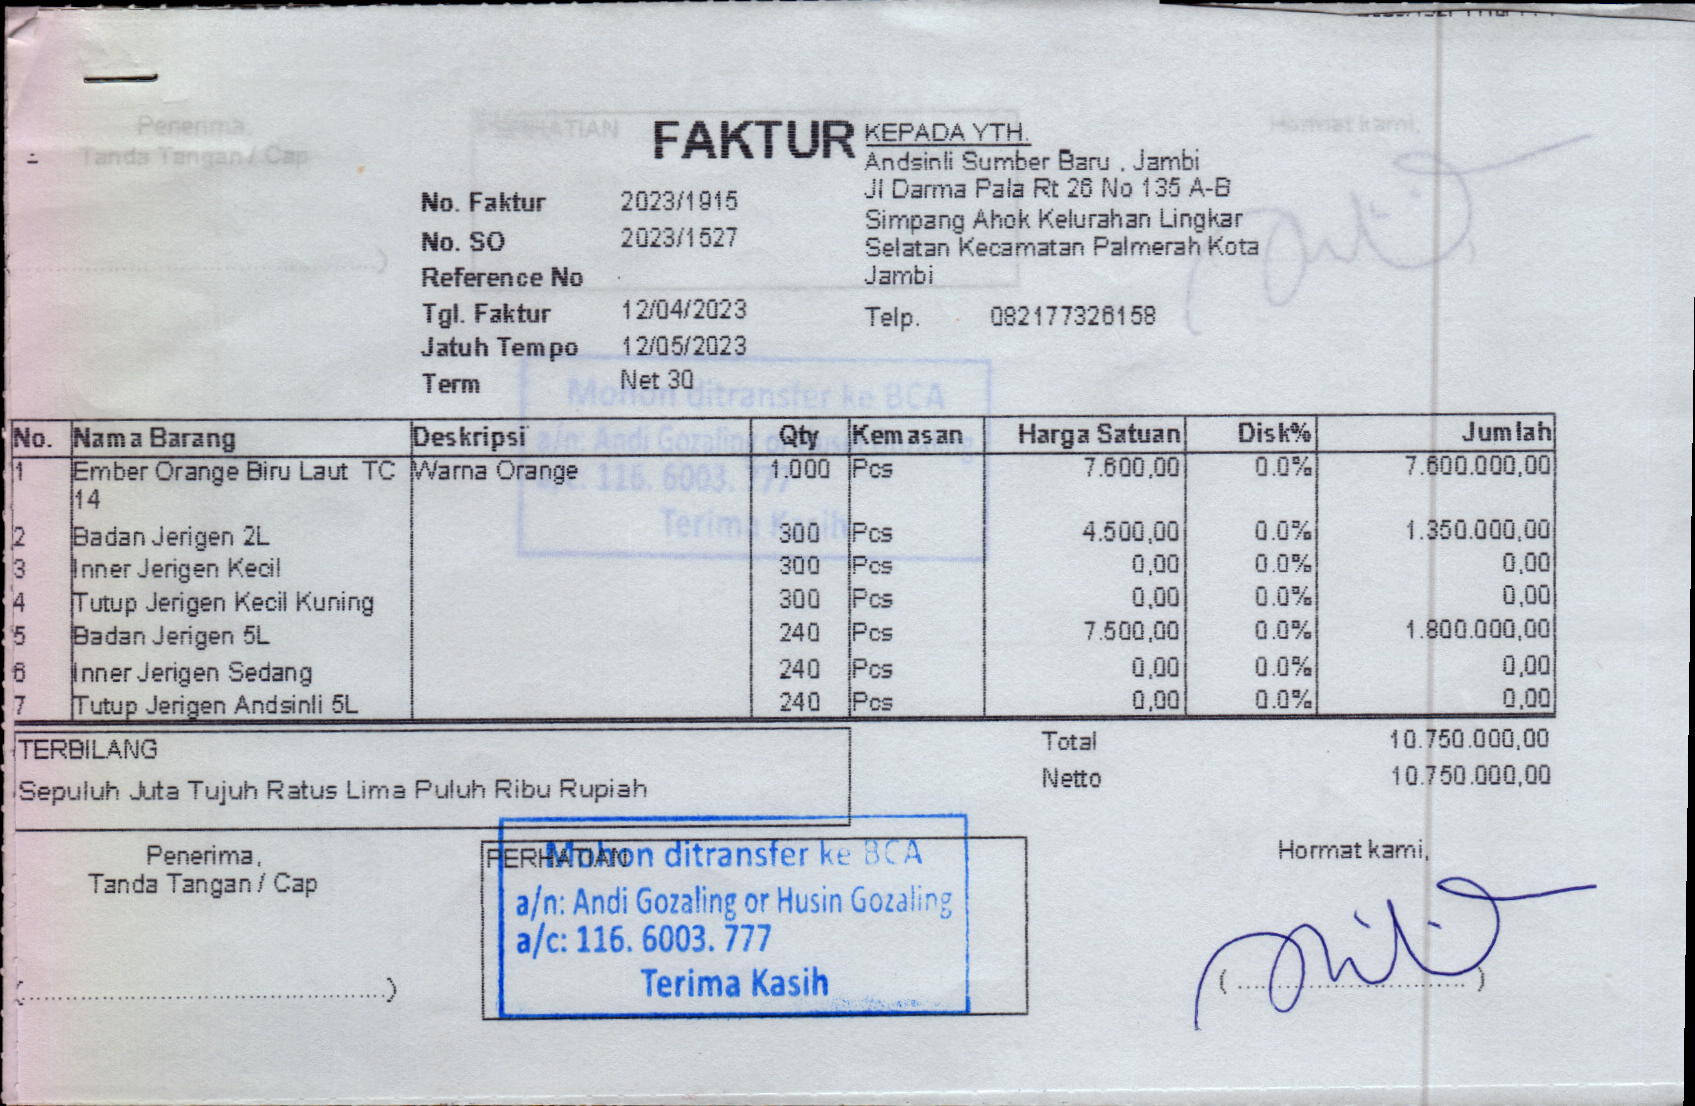 FAKTUR
KEPADA YTH.
Andsinli Sumber Baru , Jambi
Jl Darma Pala Rt 26 No 135 A-B
Simpang Ahok Kelurahan Lingkar
Selatan Kecamatan Palmerah Kota
Jambi
Telp. 082177326158
No. Faktur 2023/1915
No. SO 2023/1527
Reference No
Tgl. Faktur 12/04/2023
Jatuh Tempo 12/05/2023
Term Net 30
No. Nama Barang Deskripsi Qty Kemasan Harga Satuan Disk% Jumlah
1 Ember Orange Biru Laut TC Warna Orange 1,000 Pcs 7.600,00 0.0% 7.600.000,00
14
2 Badan Jerigen 2L 300 Pcs 4.500,00 0.0% 1.350.000,00
3 Inner Jerigen Kecil 300 Pcs 0,00 0.0% 0,00
4 Tutup Jerigen Kecil Kuning 300 Pcs 0,00 0.0% 0,00
5 Badan Jerigen 5L 240 Pcs 7.500,00 0.0% 1.800.000,00
6 Inner Jerigen Sedang 240 Pcs 0,00 0.0% 0,00
7 Tutup Jerigen Andsinli 5L 240 Pcs 0,00 0.0% 0,00
TERBILANG
Sepuluh Juta Tujuh Ratus Lima Puluh Ribu Rupiah
Total 10.750.000,00
Netto 10.750.000,00
Penerima,
Tanda Tangan / Cap
(....................................................)
PERHATIAN
Mohon ditransfer ke BCA
a/n: Andi Gozaling or Husin Gozaling
a/c: 116. 6003. 777
Terima Kasih
Hormat kami,
(..................................)